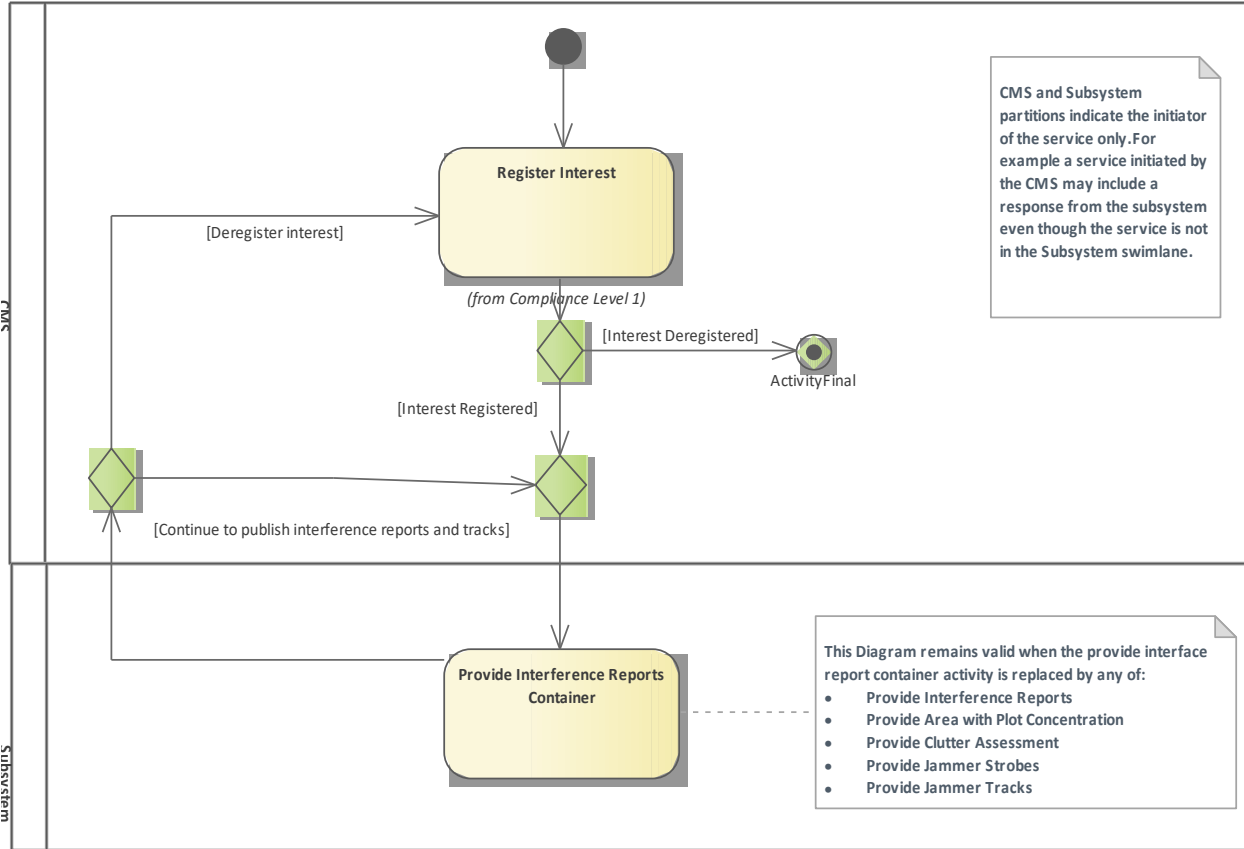 CMS and Subsystem
partitions indicate the initiator
of the service only.For
example a service initiated by
the CMS may include a
response from the subsystem
even though the service is not
in the Subsystem swimlane.
Register Interest
[Deregister interest]
(from Compliance Level 1)
[Interest Deregistered]
ActivityFinal
CMS
[Interest Registered]
[Continue to publish interference reports and tracks]
Provide Interference Reports
Container
This Diagram remains valid when the provide interface
report container activity is replaced by any of:
• Provide Interference Reports
• Provide Area with Plot Concentration
• Provide Clutter Assessment
• Provide Jammer Strobes
• Provide Jammer Tracks
Subsystem